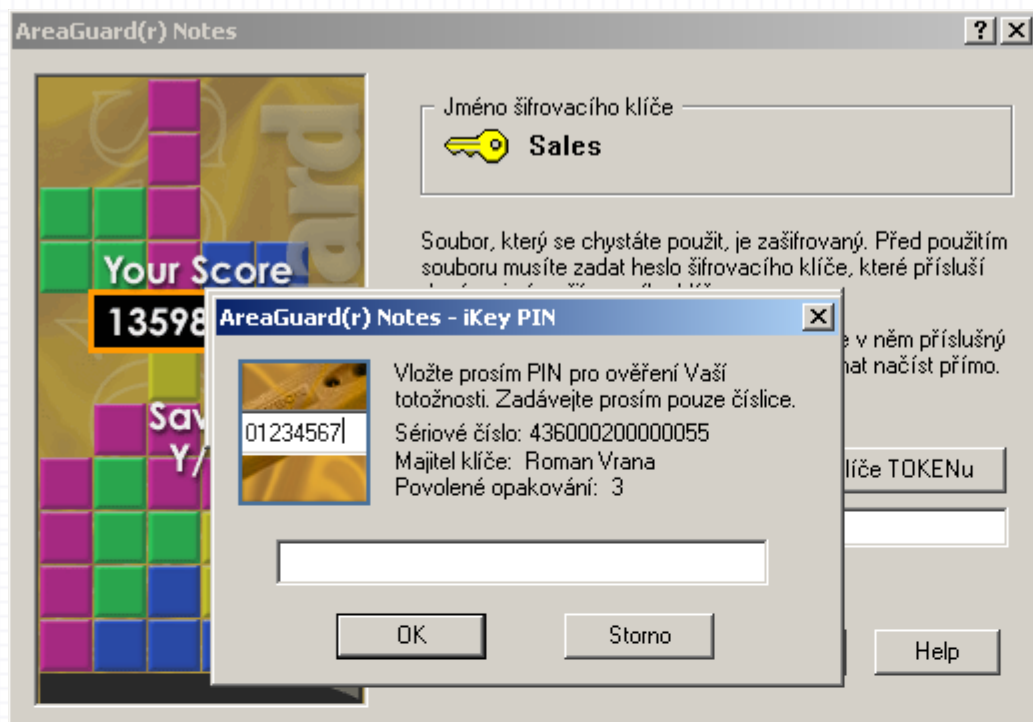 AreaGuard(r) Notes
Jméno šifrovacího klíče
Sales
Soubor, který se chystáte použít, je zašifrovaný. Před použitím
souboru musíte zadat heslo šifrovacího klíče, které přísluší
Your Score
13598
AreaGuard(r) Notes - iKey PIN
v něm příslušný
načíst přímo.
Vložte prosím PIN pro ověření Vaší
totožnosti. Zadávejte prosím pouze číslice.
01234567
Sériové číslo: 436000200000055
Majitel klíče: Roman Vrana
Povolené opakování: 3
Sav
Y/
klíče TOKENu
OK
Storno
Help